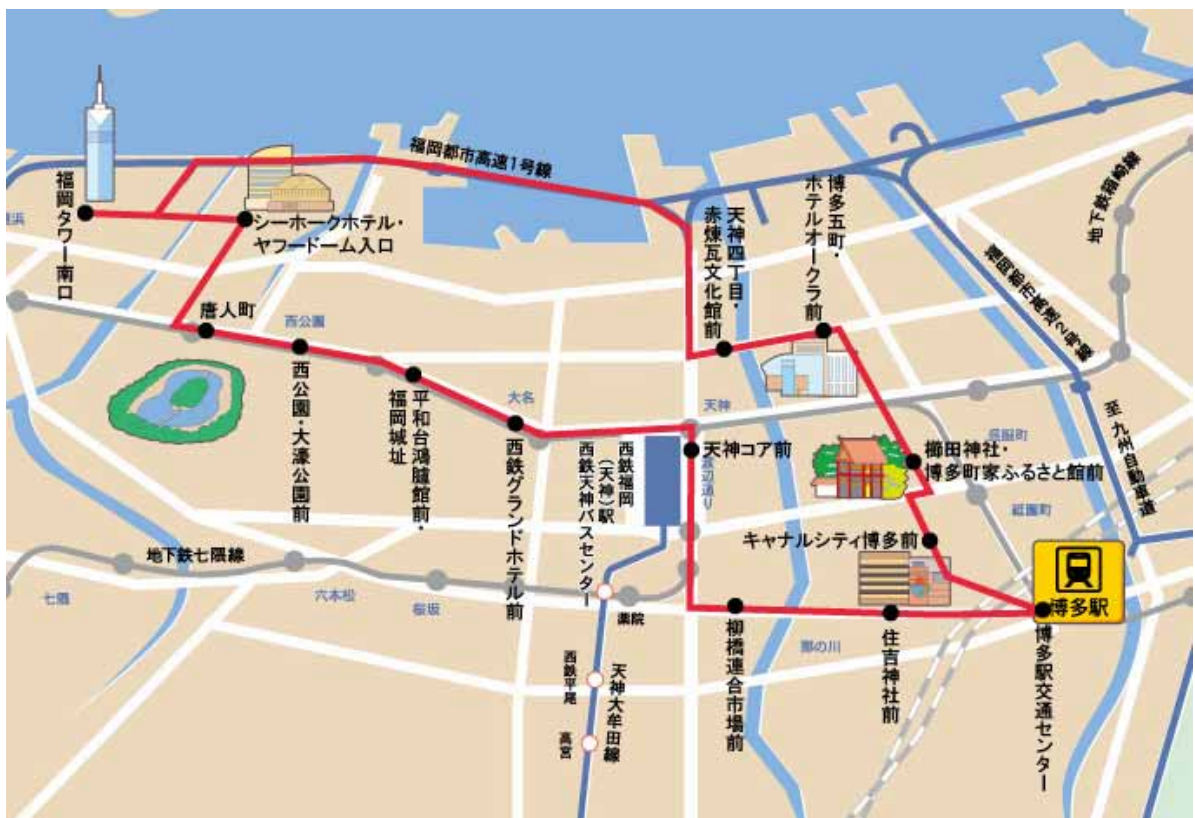 福岡都市高速1号線
福岡タワー南口
シーホークホテル・
ヤフードーム入口
唐人町
西公園
西公園・大濠公園前
平和台鴻臚館前・
福岡城址
大名
西鉄グランドホテル前
西鉄福岡
(天神)駅
西鉄天神バスセンター
天神
天神コア前
渡辺通り
天神四丁目・
赤煉瓦文化館前
博多五町・
ホテルオークラ前
地下鉄箱崎線
福岡都市高速2号線
至 九州自動車道
呉服町
櫛田神社・
博多町家ふるさと館前
祇園町
キャナルシティ博多前
博多駅
博多駅交通センター
住吉神社前
那の川
柳橋連合市場前
地下鉄七隈線
七隈
六本松
桜坂
薬院
西鉄平尾
高宮
天神大牟田線